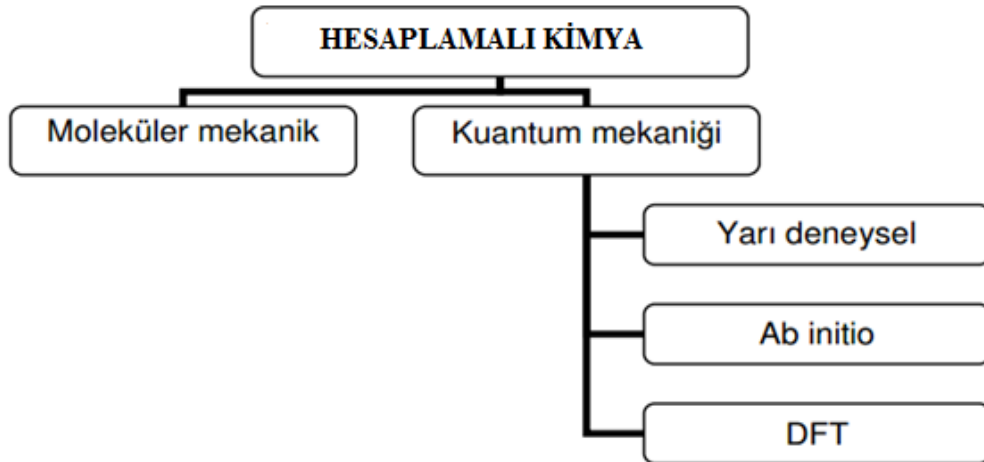 HESAPLAMALI KİMYA
Moleküler mekanik
Kuantum mekaniği
Yarı deneysel
Ab initio
DFT